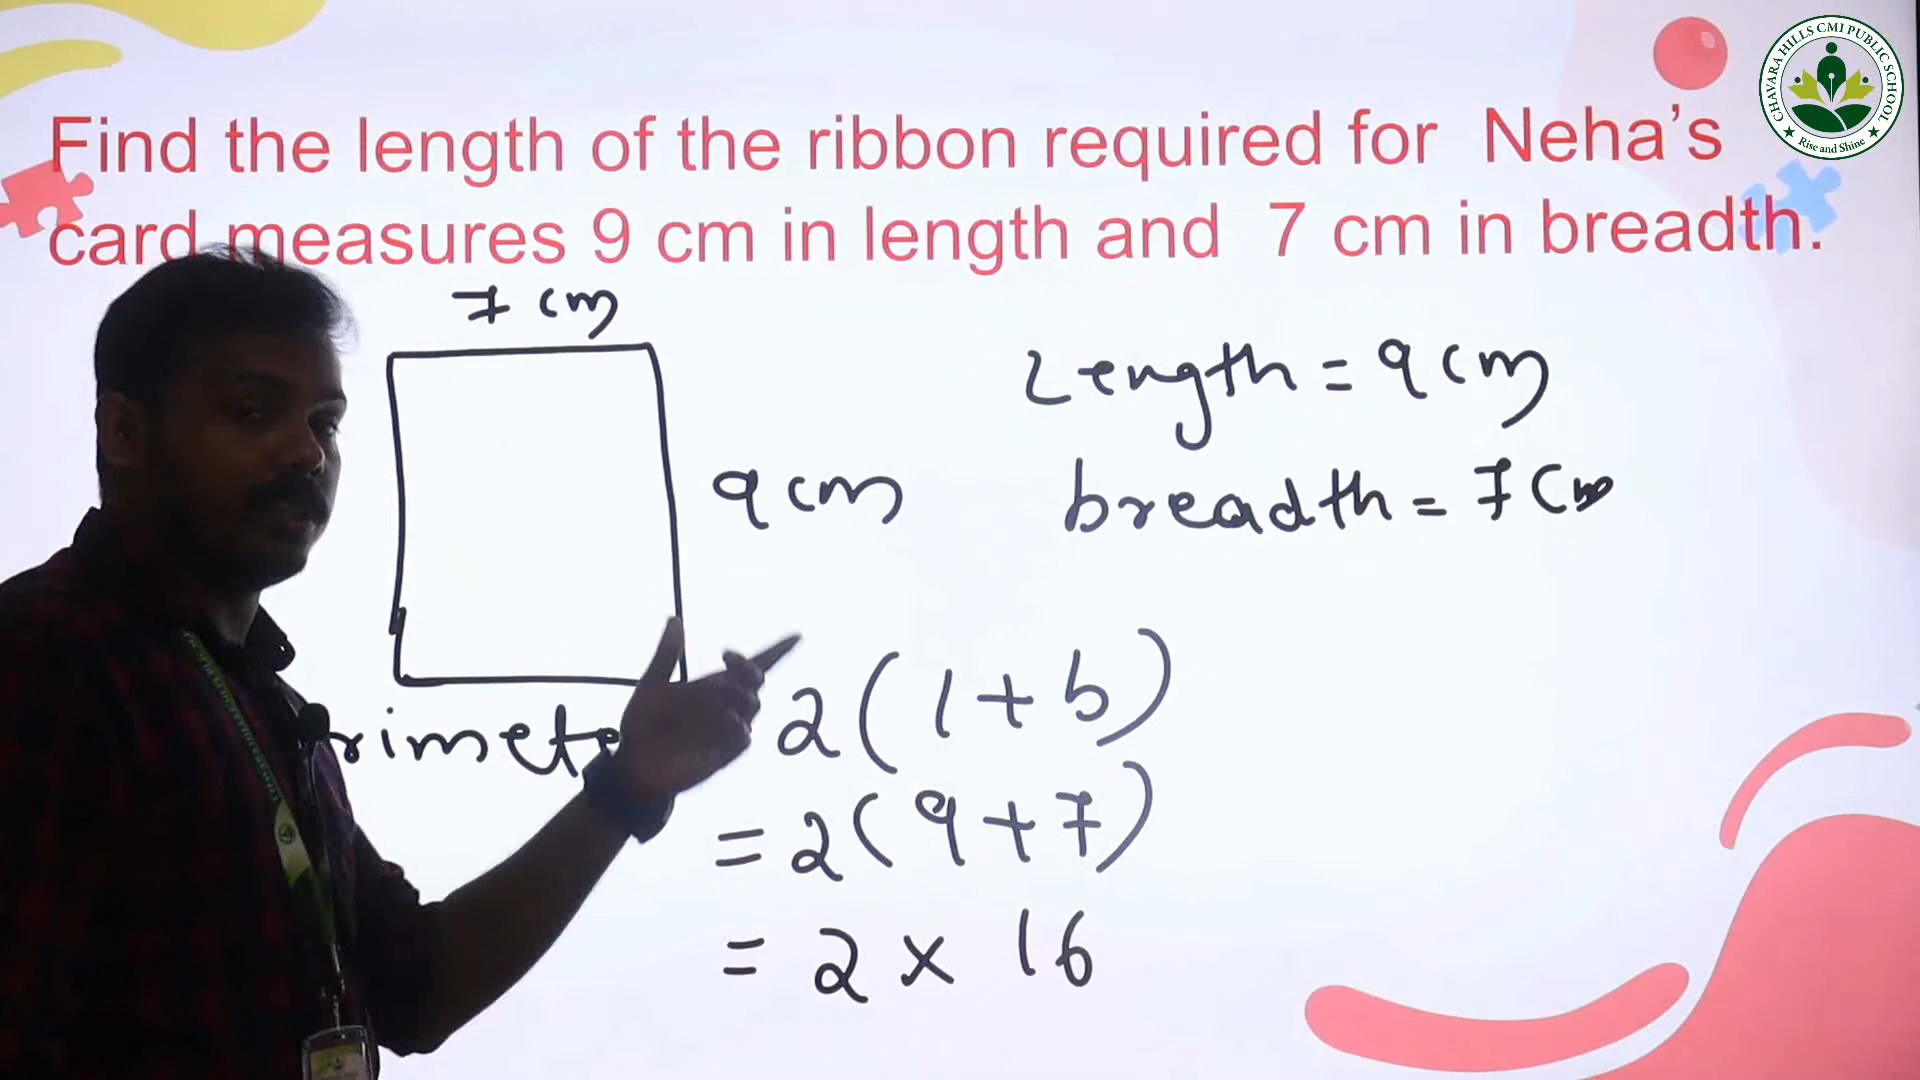 Find the length of the ribbon required for Neha's
card measures 9 cm in length and 7 cm in breadth.
7 cm
9 cm
Length = 9 cm
breadth = 7 cm
rimete 2 ( l + b )
= 2 ( 9 + 7 )
= 2 x 16
CHAVARA HILLS CMI PUBLIC SCHOOL
Rise and Shine